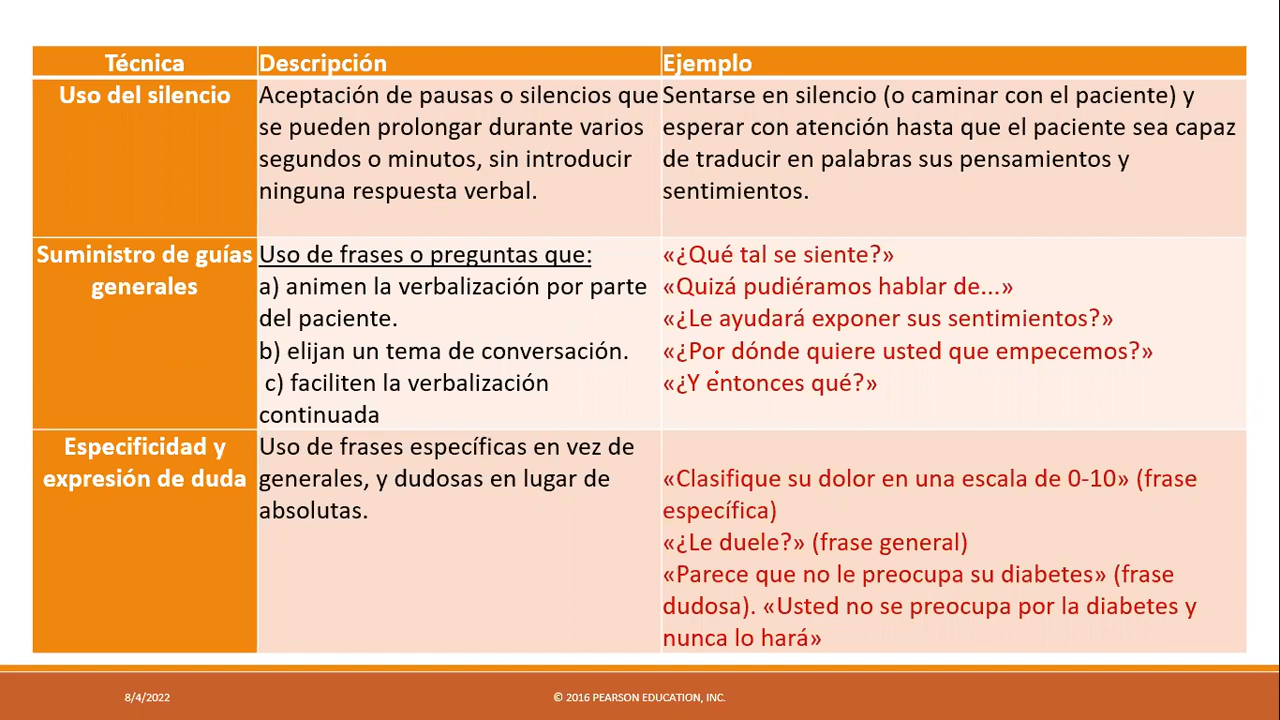 Técnica
Descripción
Ejemplo
Uso del silencio
Aceptación de pausas o silencios que
se pueden prolongar durante varios
segundos o minutos, sin introducir
ninguna respuesta verbal.
Sentarse en silencio (o caminar con el paciente) y
esperar con atención hasta que el paciente sea capaz
de traducir en palabras sus pensamientos y
sentimientos.
Suministro de guías
generales
Uso de frases o preguntas que:
a) animen la verbalización por parte
del paciente.
b) elijan un tema de conversación.
c) faciliten la verbalización
continuada
«¿Qué tal se siente?»
«Quizá pudiéramos hablar de...»
«¿Le ayudará exponer sus sentimientos?»
«¿Por dónde quiere usted que empecemos?»
«¿Y entonces qué?»
Especificidad y
expresión de duda
Uso de frases específicas en vez de
generales, y dudosas en lugar de
absolutas.
«Clasifique su dolor en una escala de 0-10» (frase
específica)
«¿Le duele?» (frase general)
«Parece que no le preocupa su diabetes» (frase
dudosa). «Usted no se preocupa por la diabetes y
nunca lo hará»
8/4/2022
© 2016 PEARSON EDUCATION, INC.